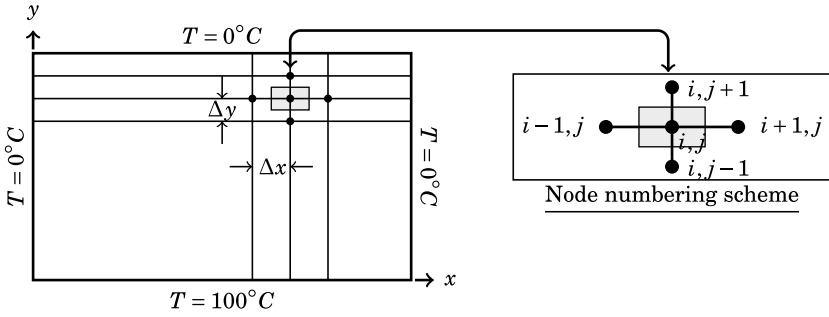 y
T = 0°C
i, j+1
i−1, j
i+1, j
i, j
i, j−1
Node numbering scheme
Δy
Δx
T = 0°C
T = 0°C
x
T = 100°C